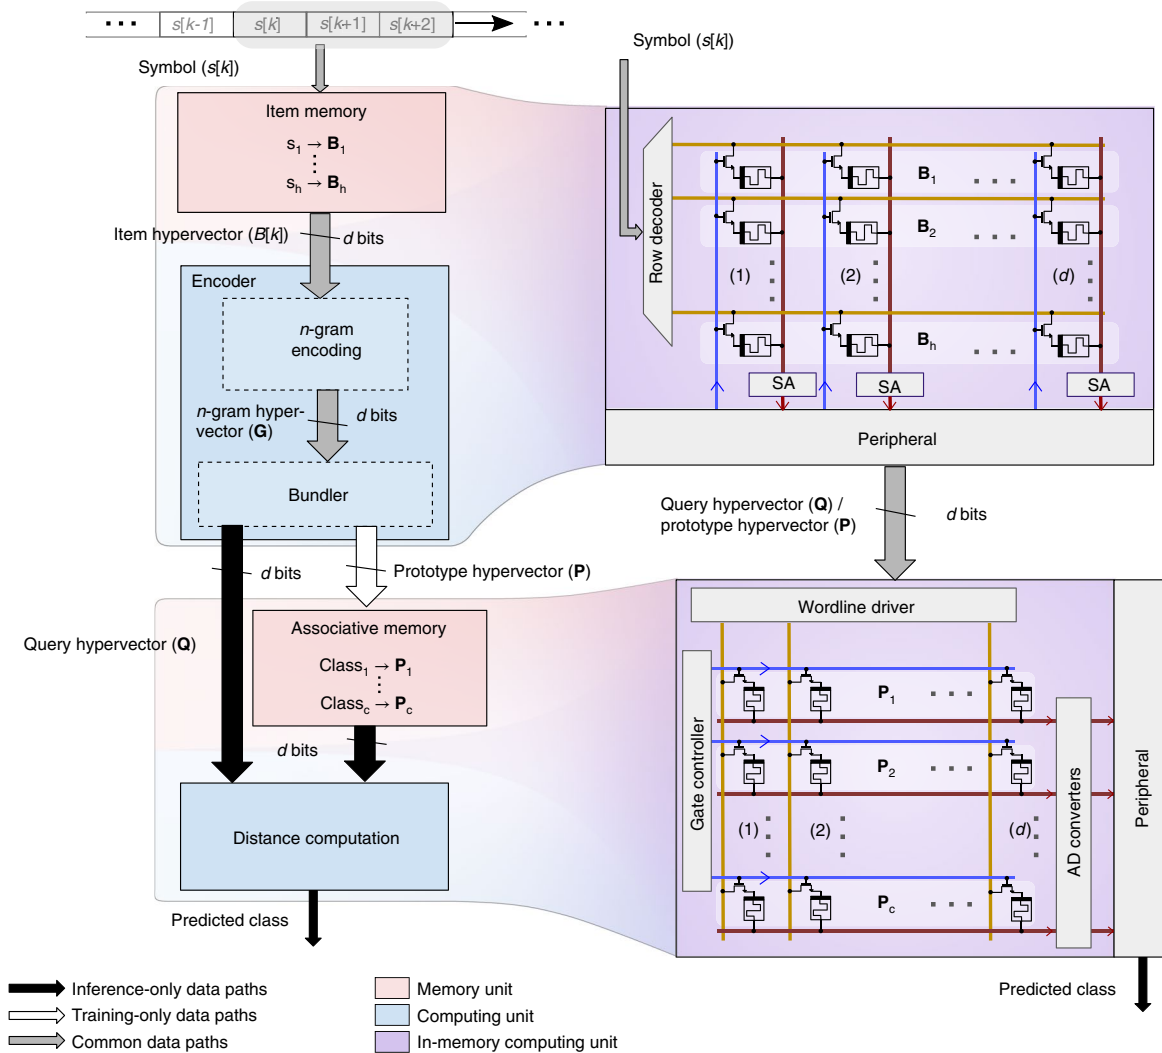 s[k-1] s[k] s[k+1] s[k+2]
Symbol (s[k])
Item memory
s1 → B1
sh → Bh
Item hypervector (B[k])
d bits
Encoder
n-gram
encoding
n-gram hyper-
vector (G)
d bits
Bundler
d bits
Prototype hypervector (P)
Query hypervector (Q)
Associative memory
Class1 → P1
Classc → Pc
d bits
Distance computation
Predicted class
Symbol (s[k])
Row decoder
B1
B2
(1) (2) (d)
Bh
SA SA SA
Peripheral
Query hypervector (Q) /
prototype hypervector (P)
d bits
Wordline driver
Gate controller
P1
P2
(1) (2) (d)
Pc
AD converters
Peripheral
Predicted class
Inference-only data paths
Training-only data paths
Common data paths
Memory unit
Computing unit
In-memory computing unit